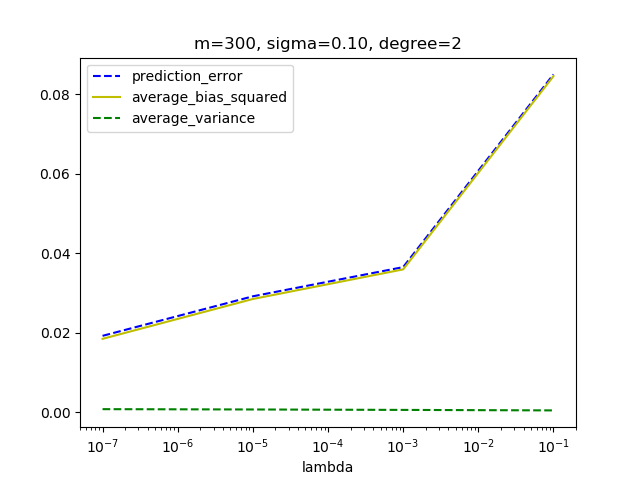 m=300, sigma=0.10, degree=2
prediction_error
average_bias_squared
average_variance
0.08
0.06
0.04
0.02
0.00
10⁻⁷ 10⁻⁶ 10⁻⁵ 10⁻⁴ 10⁻³ 10⁻² 10⁻¹
lambda